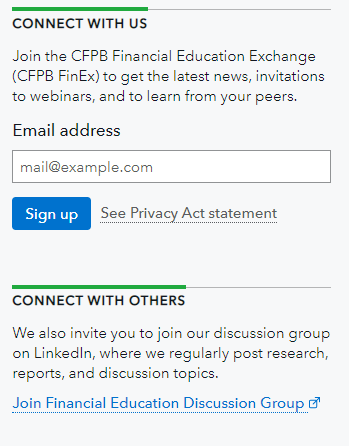 CONNECT WITH US
Join the CFPB Financial Education Exchange
(CFPB FinEx) to get the latest news, invitations
to webinars, and to learn from your peers.
Email address
mail@example.com
Sign up See Privacy Act statement
CONNECT WITH OTHERS
We also invite you to join our discussion group
on LinkedIn, where we regularly post research,
reports, and discussion topics.
Join Financial Education Discussion Group